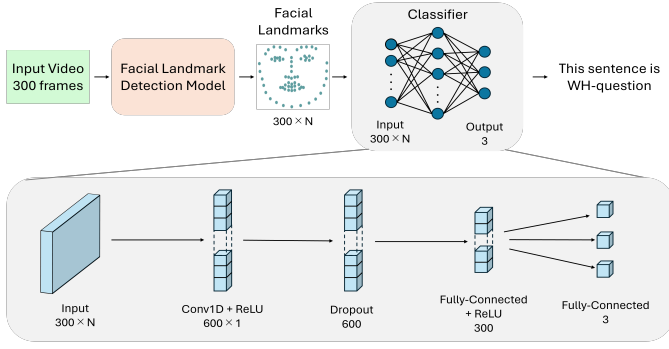 Input Video
300 frames
Facial Landmark
Detection Model
Facial
Landmarks
300 × N
Classifier
Input
300 × N
Output
3
This sentence is
WH-question
Input
300 × N
Conv1D + ReLU
600 × 1
Dropout
600
Fully-Connected
+ ReLU
300
Fully-Connected
3